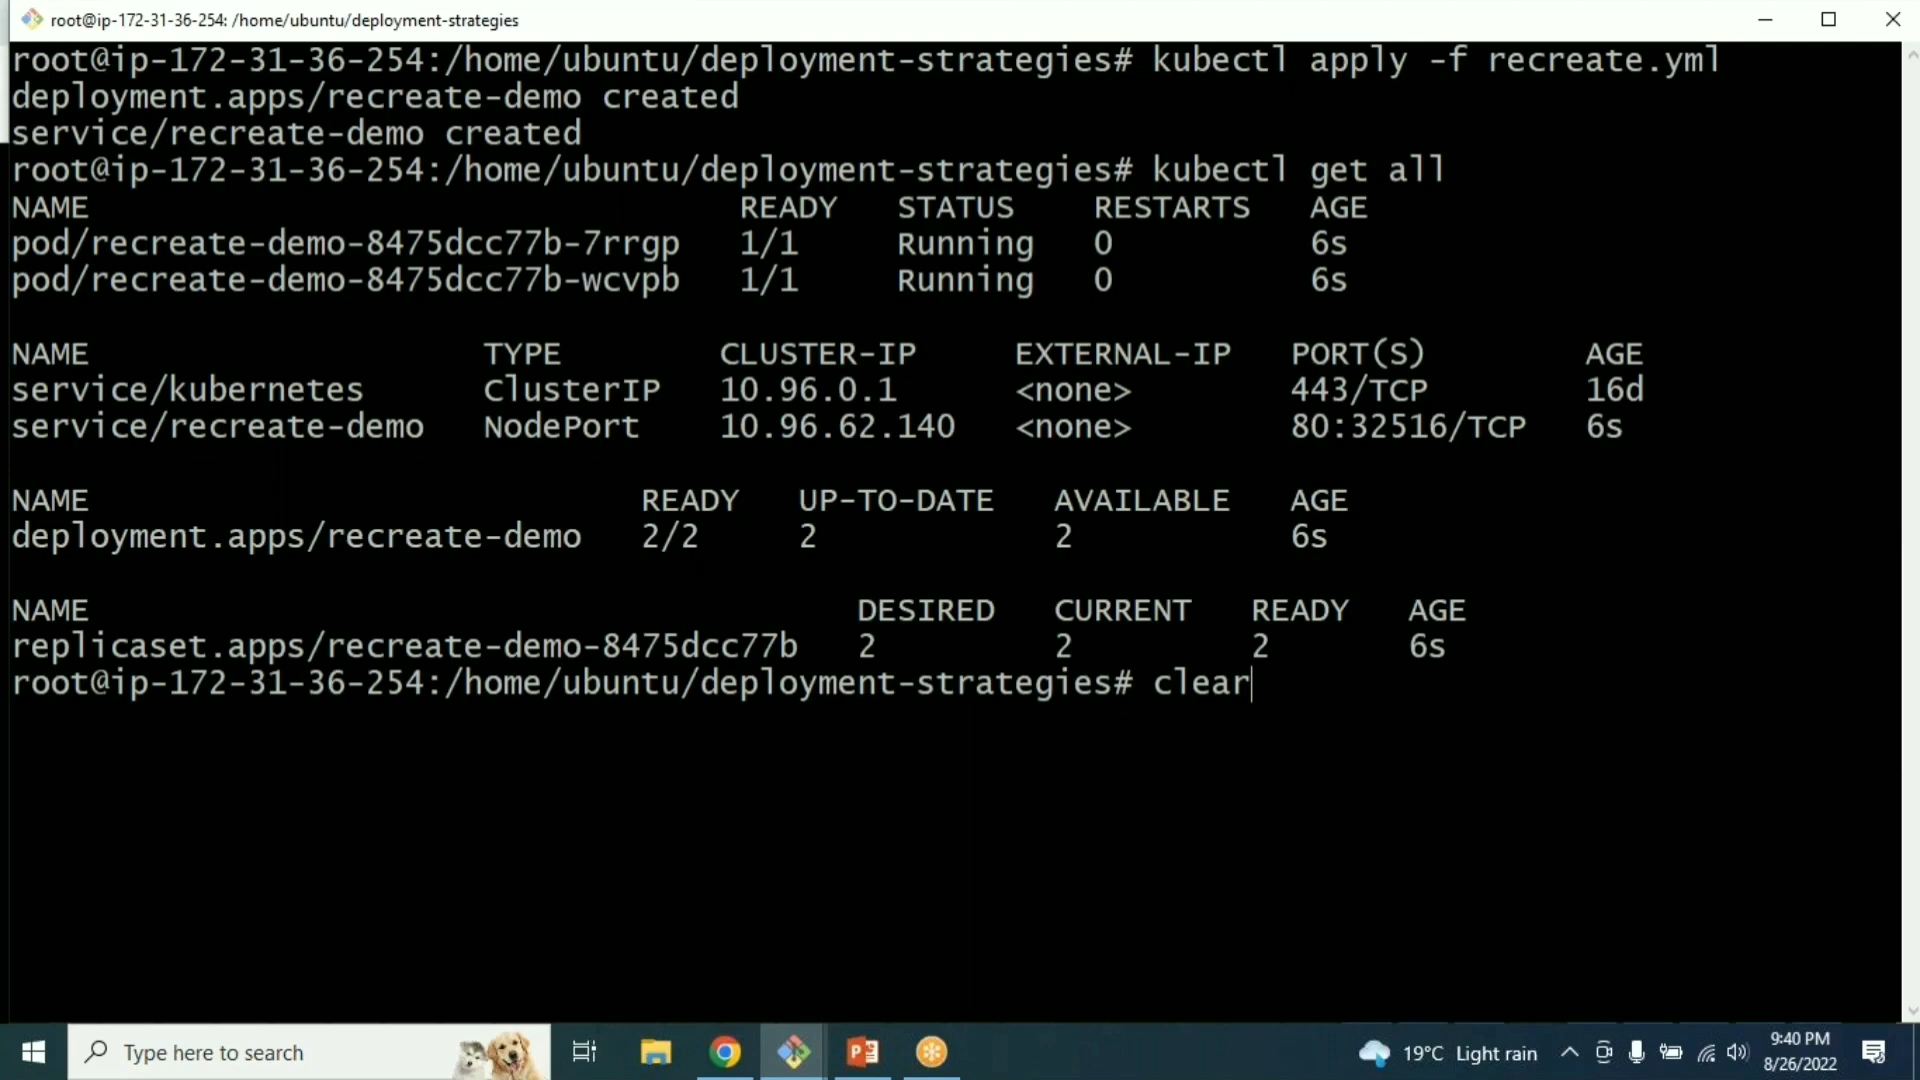 root@ip-172-31-36-254: /home/ubuntu/deployment-strategies
root@ip-172-31-36-254:/home/ubuntu/deployment-strategies# kubectl apply -f recreate.yml
deployment.apps/recreate-demo created
service/recreate-demo created
root@ip-172-31-36-254:/home/ubuntu/deployment-strategies# kubectl get all
NAME READY STATUS RESTARTS AGE
pod/recreate-demo-8475dcc77b-7rrgp 1/1 Running 0 6s
pod/recreate-demo-8475dcc77b-wcvpb 1/1 Running 0 6s
NAME TYPE CLUSTER-IP EXTERNAL-IP PORT(S) AGE
service/kubernetes ClusterIP 10.96.0.1 <none> 443/TCP 16d
service/recreate-demo NodePort 10.96.62.140 <none> 80:32516/TCP 6s
NAME READY UP-TO-DATE AVAILABLE AGE
deployment.apps/recreate-demo 2/2 2 2 6s
NAME DESIRED CURRENT READY AGE
replicaset.apps/recreate-demo-8475dcc77b 2 2 2 6s
root@ip-172-31-36-254:/home/ubuntu/deployment-strategies# clear
Type here to search
19°C Light rain
9:40 PM
8/26/2022